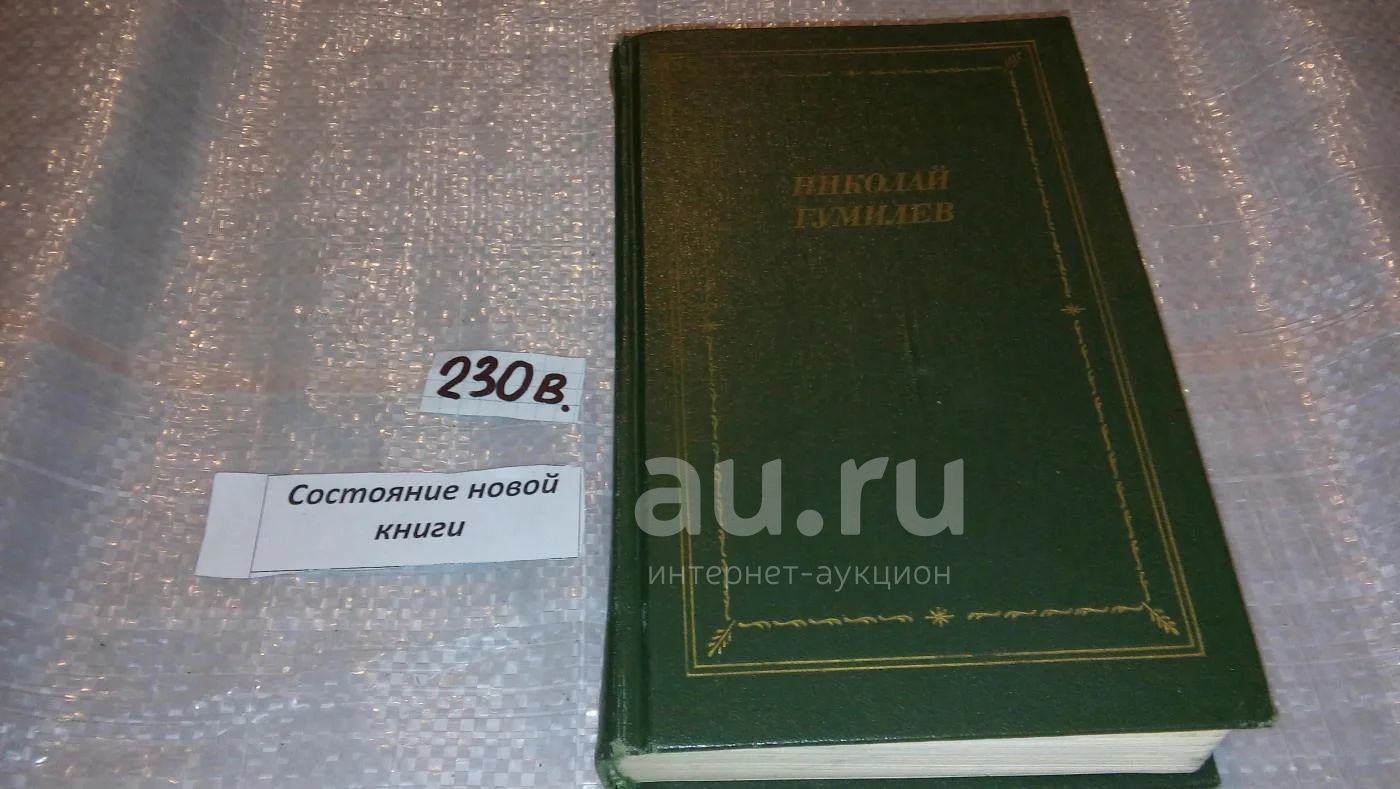 НИКОЛАЙ
ГУМИЛЕВ
230в.
Состояние новой
книги
au.ru
интернет-аукцион